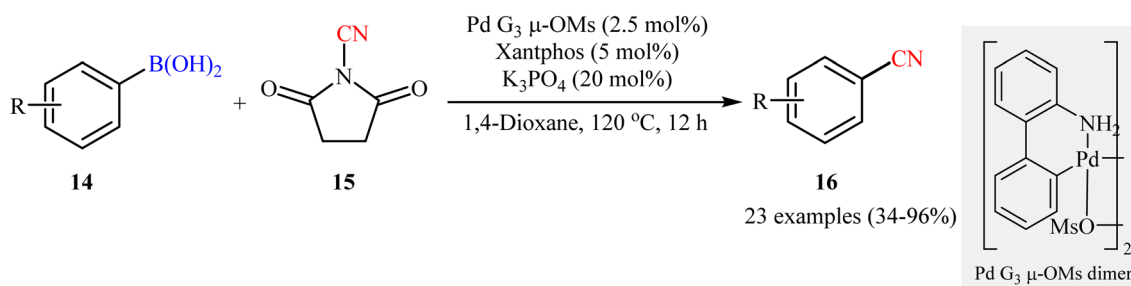 Pd G3 μ-OMs (2.5 mol%)
Xantphos (5 mol%)
K3PO4 (20 mol%)
1,4-Dioxane, 120 °C, 12 h
R
B(OH)2
14
+
CN
N
O
O
15
R
CN
16
23 examples (34-96%)
NH2
Pd
MsO
2
Pd G3 μ-OMs dimer